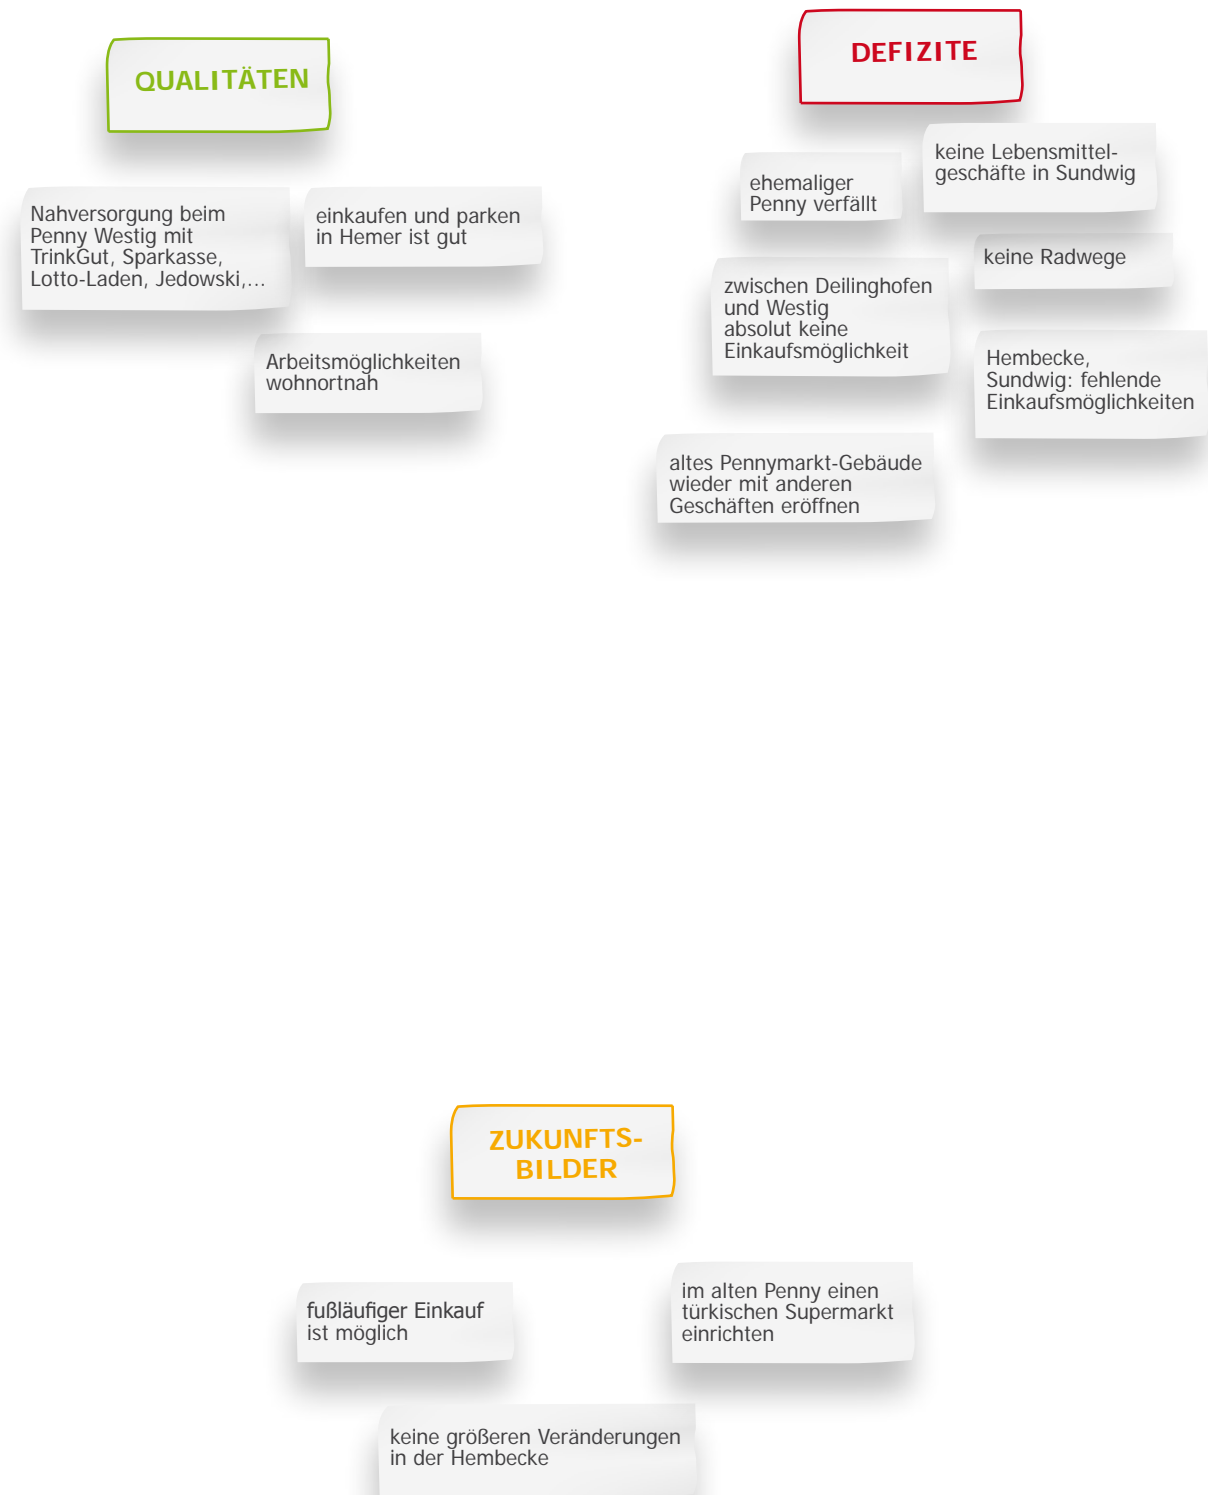 QUALITÄTEN
Nahversorgung beim
Penny Westig mit
TrinkGut, Sparkasse,
Lotto-Laden, Jedowski,...
einkaufen und parken
in Hemer ist gut
Arbeitsmöglichkeiten
wohnortnah
DEFIZITE
ehemaliger
Penny verfällt
keine Lebensmittel-
geschäfte in Sundwig
keine Radwege
zwischen Deilinghofen
und Westig
absolut keine
Einkaufsmöglichkeit
Hembecke,
Sundwig: fehlende
Einkaufsmöglichkeiten
altes Pennymarkt-Gebäude
wieder mit anderen
Geschäften eröffnen
ZUKUNFTS-
BILDER
fußläufiger Einkauf
ist möglich
im alten Penny einen
türkischen Supermarkt
einrichten
keine größeren Veränderungen
in der Hembecke